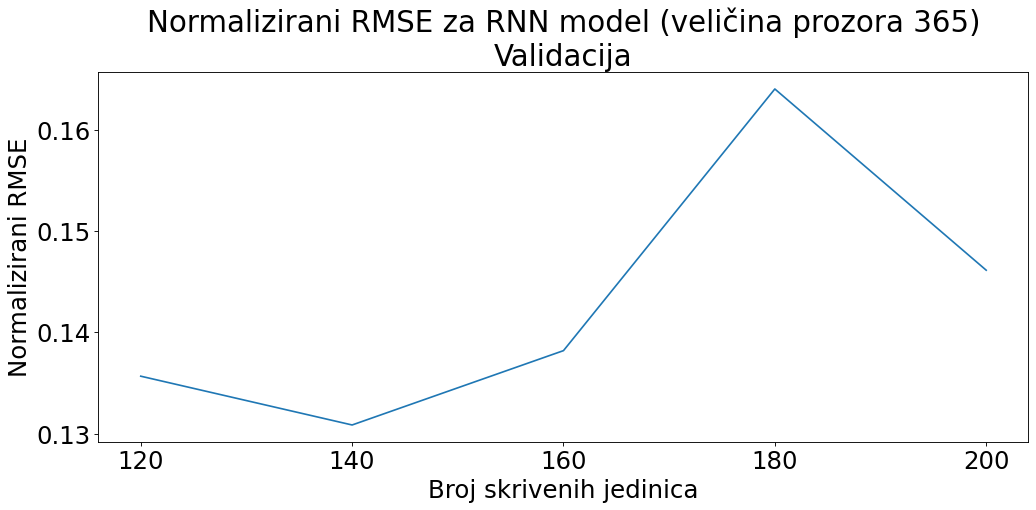 Normalizirani RMSE za RNN model (veličina prozora 365)
Validacija
Normalizirani RMSE
0.16
0.15
0.14
0.13
120 140 160 180 200
Broj skrivenih jedinica